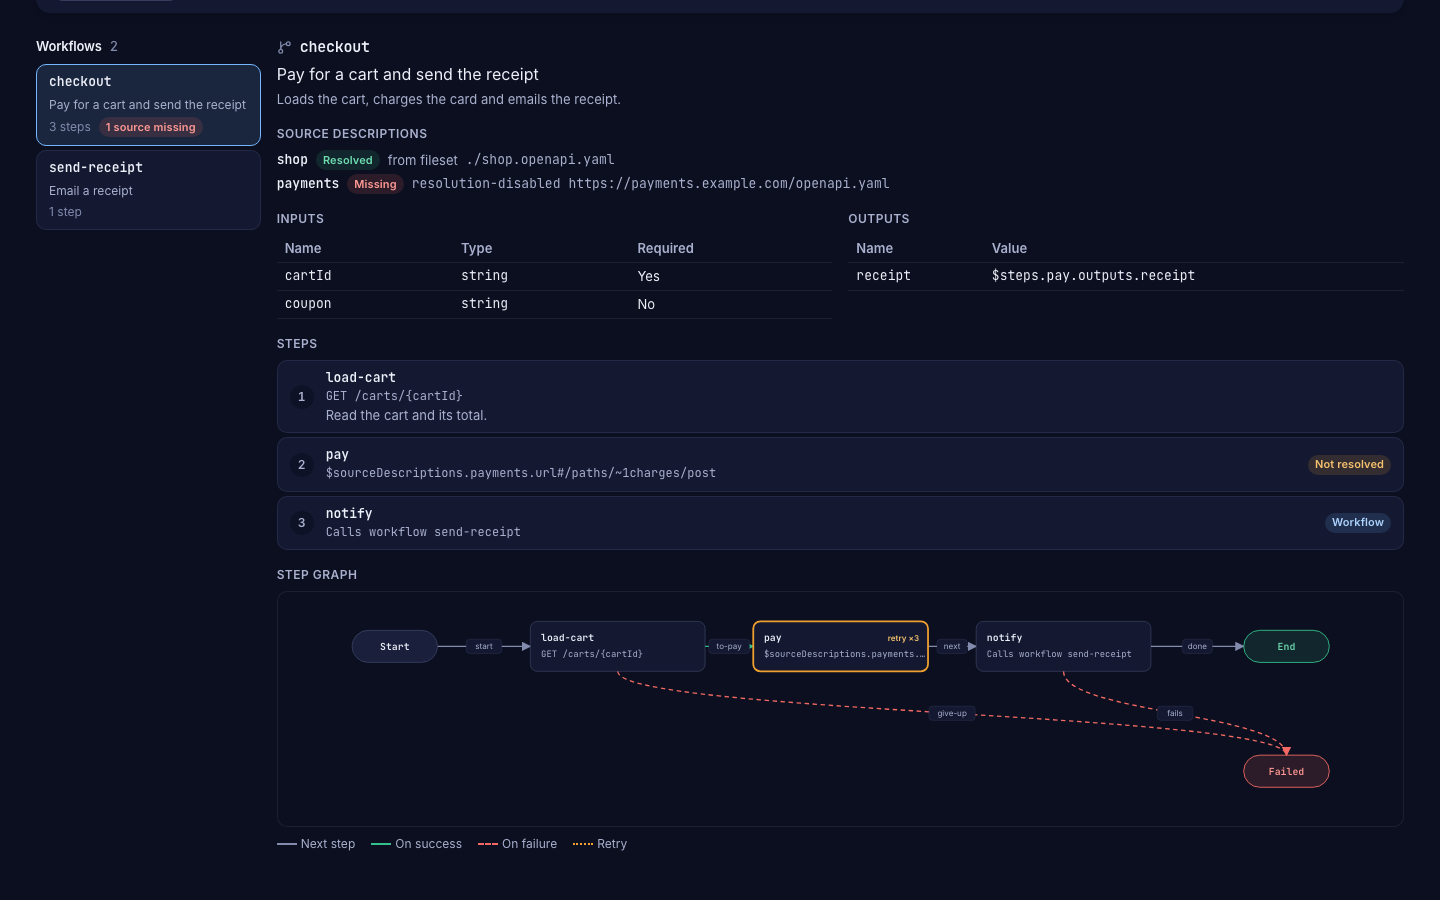 Workflows 2
checkout
Pay for a cart and send the receipt
3 steps 1 source missing
send-receipt
Email a receipt
1 step
checkout
Pay for a cart and send the receipt
Loads the cart, charges the card and emails the receipt.
SOURCE DESCRIPTIONS
shop Resolved from fileset ./shop.openapi.yaml
payments Missing resolution-disabled https://payments.example.com/openapi.yaml
INPUTS
Name Type Required
cartId string Yes
coupon string No
OUTPUTS
Name Value
receipt $steps.pay.outputs.receipt
STEPS
1
load-cart
GET /carts/{cartId}
Read the cart and its total.
2
pay
$sourceDescriptions.payments.url#/paths/~1charges/post
Not resolved
3
notify
Calls workflow send-receipt
Workflow
STEP GRAPH
Start
start
load-cart
GET /carts/{cartId}
to-pay
pay retry ×3
$sourceDescriptions.payments.…
next
notify
Calls workflow send-receipt
done
End
give-up
fails
Failed
Next step On success On failure Retry